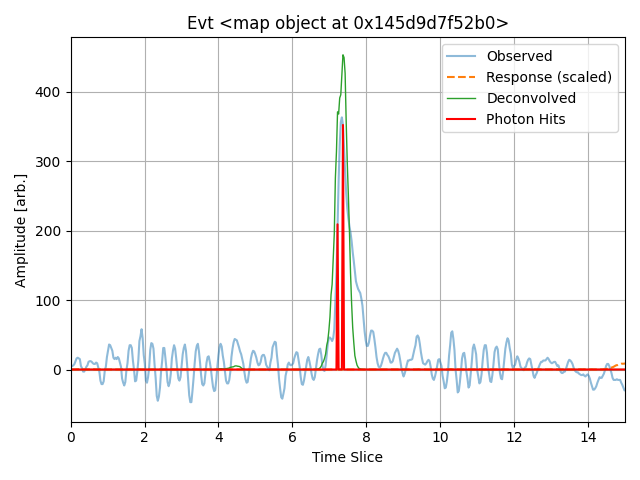 Evt <map object at 0x145d9d7f52b0>
Observed
Response (scaled)
Deconvolved
Photon Hits
Amplitude [arb.]
400
300
200
100
0
0 2 4 6 8 10 12 14
Time Slice